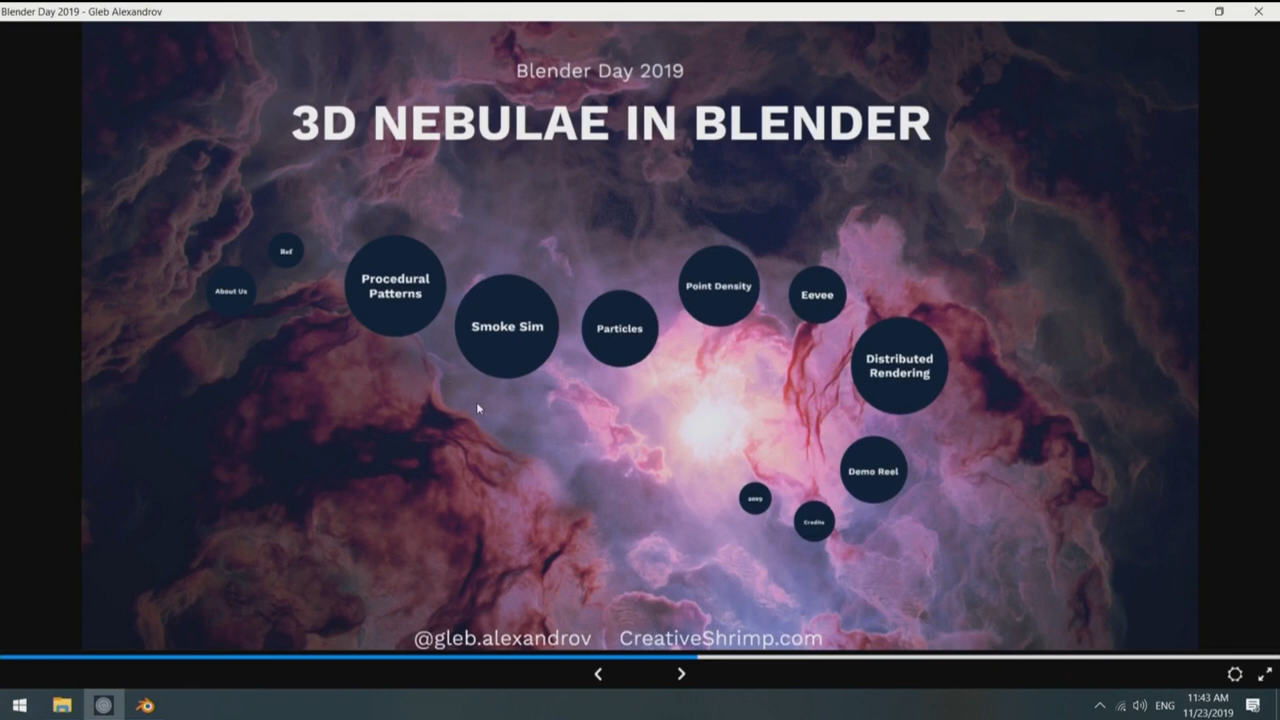 Blender Day 2019 - Gleb Alexandrov
Blender Day 2019
3D NEBULAE IN BLENDER
Ref
About Us
Procedural
Patterns
Smoke Sim
Particles
Point Density
Eevee
Distributed
Rendering
Demo Reel
2019
Credits
@gleb.alexandrov
CreativeShrimp.com
ENG
11:43 AM
11/23/2019